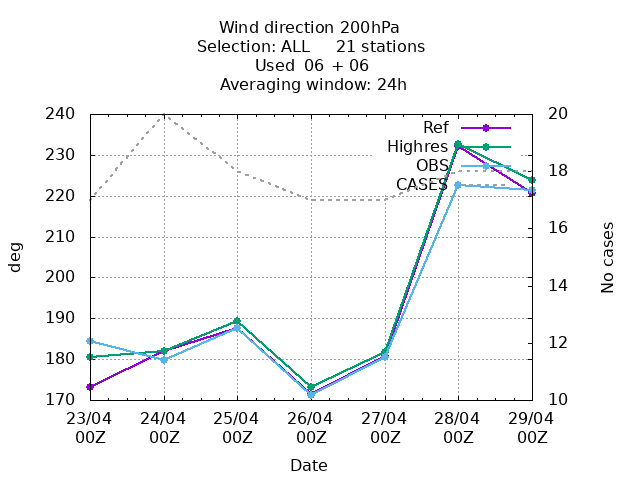 Wind direction 200hPa
Selection: ALL 21 stations
Used 06 + 06
Averaging window: 24h
240
230
220
210
200
190
180
170
deg
20
18
16
14
12
10
No cases
Ref
Highres
OBS
CASES
23/04 24/04 25/04 26/04 27/04 28/04 29/04
00Z 00Z 00Z 00Z 00Z 00Z 00Z
Date